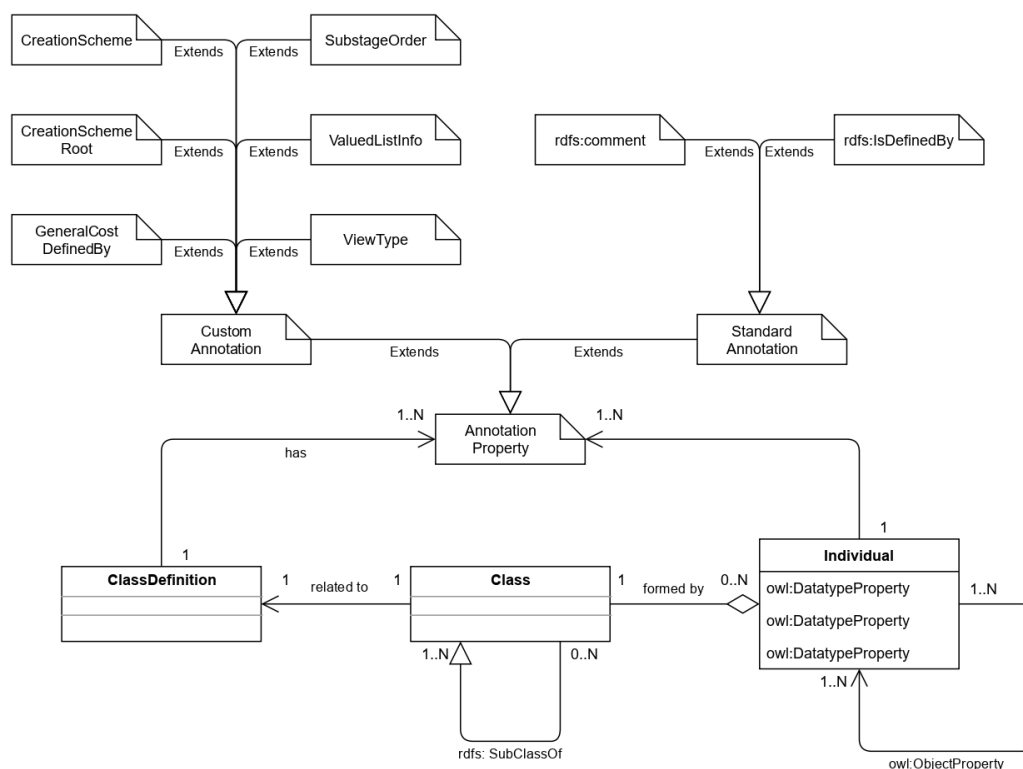 CreationScheme
Extends
Extends
SubstageOrder
CreationScheme
Root
Extends
Extends
ValuedListInfo
rdfs:comment
Extends
Extends
rdfs:IsDefinedBy
GeneralCost
DefinedBy
Extends
Extends
ViewType
Custom
Annotation
Extends
Extends
Standard
Annotation
1..N
Annotation
Property
1..N
has
1
1
ClassDefinition
1
related to
1
Class
1
formed by
0..N
Individual
owl:DatatypeProperty
owl:DatatypeProperty
owl:DatatypeProperty
1..N
1..N
0..N
1..N
rdfs: SubClassOf
owl:ObjectProperty